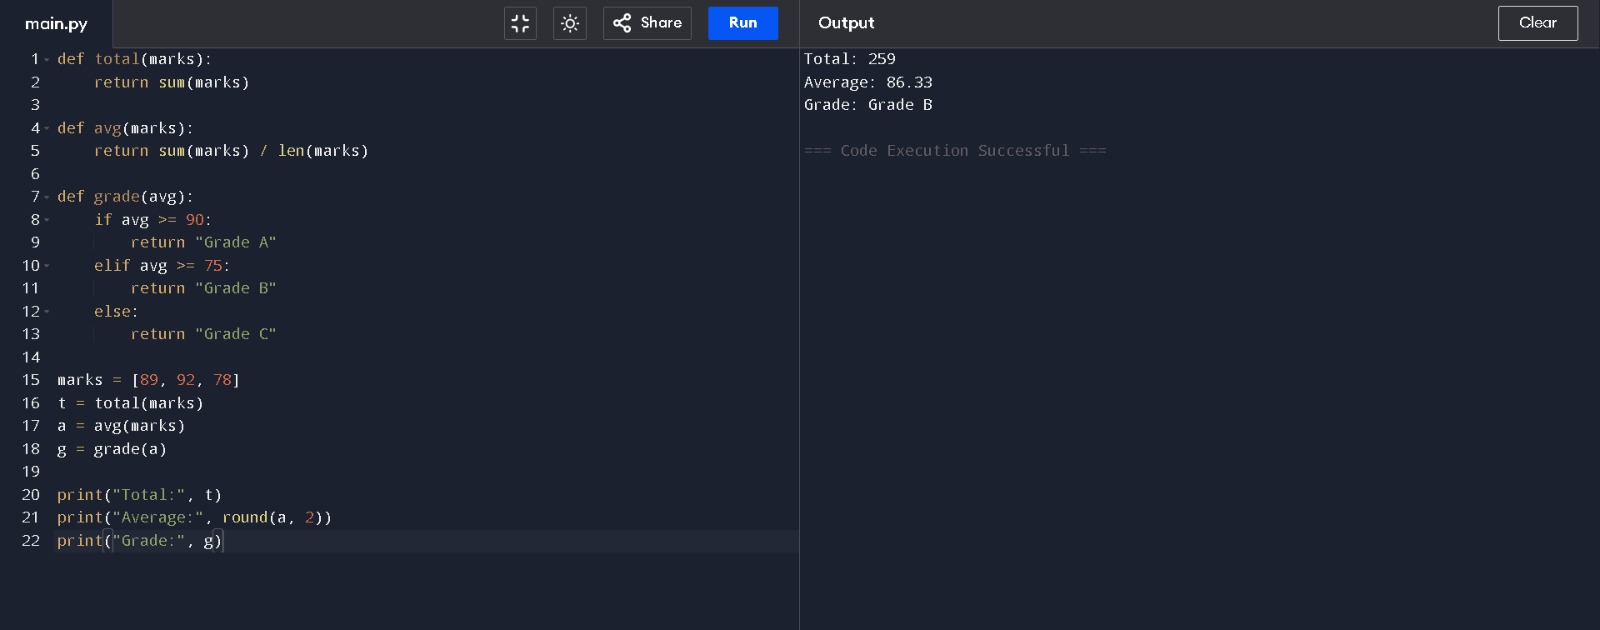 main.py
Share
Run
Output
Clear
1 def total(marks):
2     return sum(marks)
3
4 def avg(marks):
5     return sum(marks) / len(marks)
6
7 def grade(avg):
8     if avg >= 90:
9         return "Grade A"
10     elif avg >= 75:
11         return "Grade B"
12     else:
13         return "Grade C"
14
15 marks = [89, 92, 78]
16 t = total(marks)
17 a = avg(marks)
18 g = grade(a)
19
20 print("Total:", t)
21 print("Average:", round(a, 2))
22 print("Grade:", g)
Total: 259
Average: 86.33
Grade: Grade B
=== Code Execution Successful ===